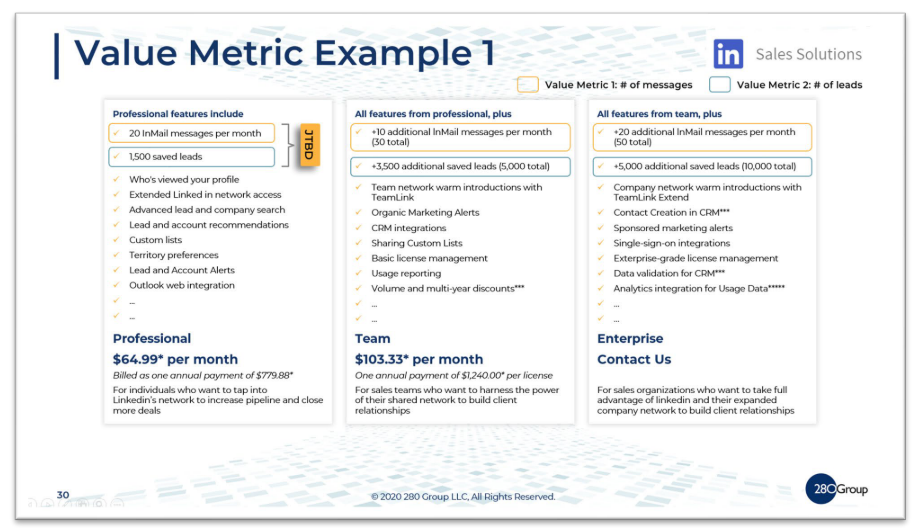 Value Metric Example 1
in Sales Solutions
Value Metric 1: # of messages
Value Metric 2: # of leads
Professional features include
20 InMail messages per month
1,500 saved leads
JTBD
Who's viewed your profile
Extended Linked in network access
Advanced lead and company search
Lead and account recommendations
Custom lists
Territory preferences
Lead and Account Alerts
Outlook web integration
...
...
Professional
$64.99* per month
Billed as one annual payment of $779.88*
For individuals who want to tap into
Linkedin's network to increase pipeline and close
more deals
All features from professional, plus
+10 additional InMail messages per month
(30 total)
+3,500 additional saved leads (5,000 total)
Team network warm introductions with
TeamLink
Organic Marketing Alerts
CRM integrations
Sharing Custom Lists
Basic license management
Usage reporting
Volume and multi-year discounts***
...
...
Team
$103.33* per month
One annual payment of $1,240.00* per license
For sales teams who want to harness the power
of their shared network to build client
relationships
All features from team, plus
+20 additional InMail messages per month
(50 total)
+5,000 additional saved leads (10,000 total)
Company network warm introductions with
TeamLink Extend
Contact Creation in CRM***
Sponsored marketing alerts
Single-sign-on integrations
Exterprise-grade license management
Data validation for CRM***
Analytics integration for Usage Data*****
...
...
Enterprise
Contact Us
For sales organizations who want to take full
advantage of linkedin and their expanded
company network to build client relationships
30
© 2020 280 Group LLC, All Rights Reserved.
280 Group